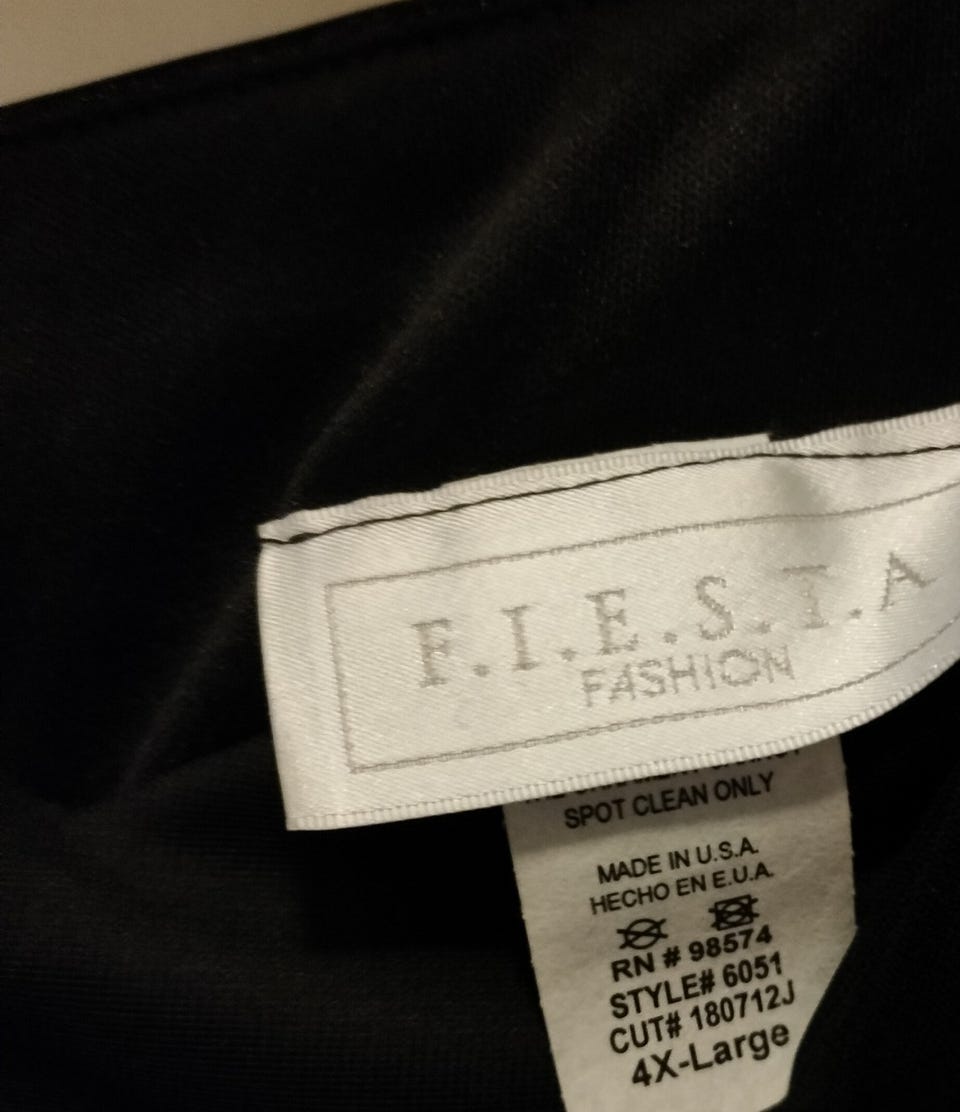 F.I.E.S.T.A
FASHION
SPOT CLEAN ONLY
MADE IN U.S.A.
HECHO EN E.U.A.
RN # 98574
STYLE# 6051
CUT# 180712J
4X-Large